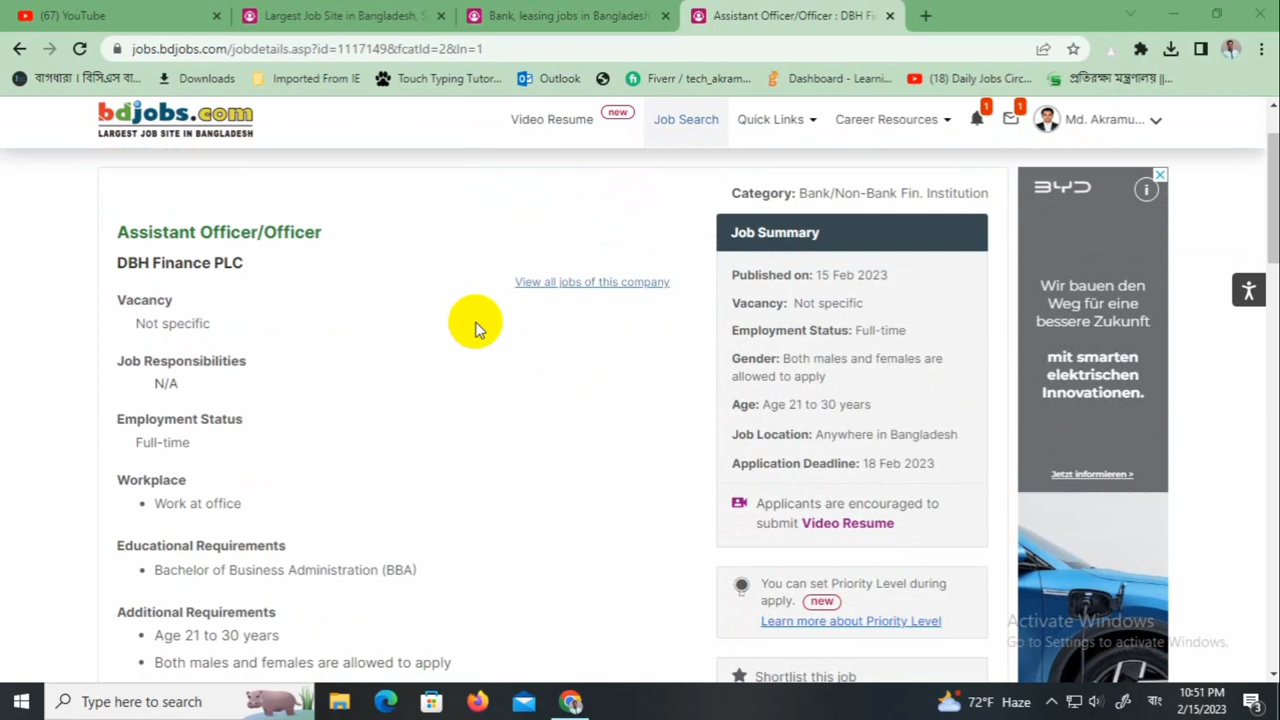 (67) YouTube
Largest Job Site in Bangladesh, S
Bank, leasing jobs in Bangladesh
Assistant Officer/Officer : DBH Fi
jobs.bdjobs.com/jobdetails.asp?id=1117149&fcatId=2&ln=1
বাগধারা । বিসিএস বা...
Downloads
Imported From IE
Touch Typing Tutor...
Outlook
Fiverr / tech_akram...
Dashboard - Learni...
(18) Daily Jobs Circ...
প্রতিরক্ষা মন্ত্রণালয় ||...
bdjobs.com
LARGEST JOB SITE IN BANGLADESH
Video Resume new
Job Search
Quick Links
Career Resources
1
1
Md. Akramu...
Category: Bank/Non-Bank Fin. Institution
Assistant Officer/Officer
DBH Finance PLC
View all jobs of this company
Vacancy
Not specific
Job Responsibilities
N/A
Employment Status
Full-time
Workplace
• Work at office
Educational Requirements
• Bachelor of Business Administration (BBA)
Additional Requirements
• Age 21 to 30 years
• Both males and females are allowed to apply
Job Summary
Published on: 15 Feb 2023
Vacancy: Not specific
Employment Status: Full-time
Gender: Both males and females are
allowed to apply
Age: Age 21 to 30 years
Job Location: Anywhere in Bangladesh
Application Deadline: 18 Feb 2023
Applicants are encouraged to
submit Video Resume
You can set Priority Level during
apply. new
Learn more about Priority Level
Shortlist this job
BYD
Wir bauen den
Weg für eine
bessere Zukunft
mit smarten
elektrischen
Innovationen.
Jetzt informieren >
Activate Windows
Go to Settings to activate Windows.
Type here to search
72°F Haze
বাং
10:51 PM
2/15/2023
3